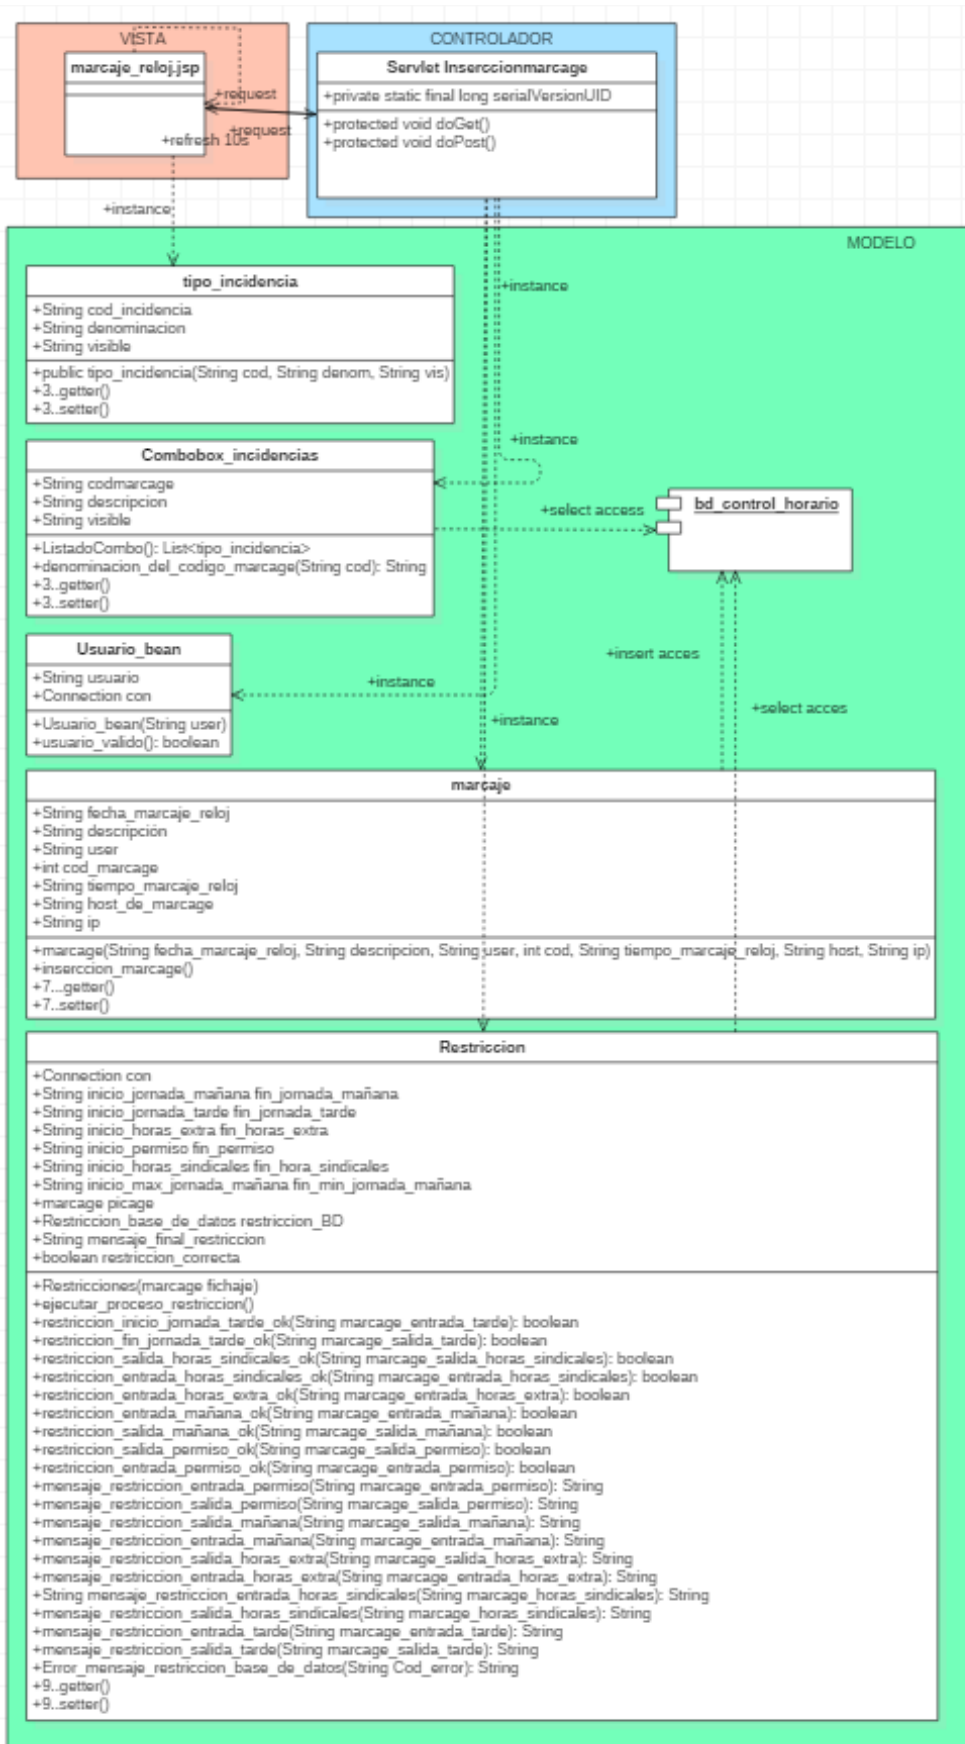 VISTA
marcaje_reloj.jsp
+request
+request
+refresh 10s
+instance
CONTROLADOR
Servlet Inserccionmarcage
+private static final long serialVersionUID
+protected void doGet()
+protected void doPost()
MODELO
+instance
tipo_incidencia
+String cod_incidencia
+String denominacion
+String visible
+public tipo_incidencia(String cod, String denom, String vis)
+3..getter()
+3..setter()
+instance
Combobox_incidencias
+String codmarcage
+String descripcion
+String visible
+ListadoCombo(): List<tipo_incidencia>
+denominacion_del_codigo_marcage(String cod): String
+3..getter()
+3..setter()
+select access
bd_control_horario
Usuario_bean
+String usuario
+Connection con
+Usuario_bean(String user)
+usuario_valido(): boolean
+instance
+insert acces
+select acces
+instance
marcaje
+String fecha_marcaje_reloj
+String descripción
+String user
+int cod_marcage
+String tiempo_marcaje_reloj
+String host_de_marcage
+String ip
+marcage(String fecha_marcaje_reloj, String descripcion, String user, int cod, String tiempo_marcaje_reloj, String host, String ip)
+inserccion_marcage()
+7...getter()
+7..setter()
Restriccion
+Connection con
+String inicio_jornada_mañana fin_jornada_mañana
+String inicio_jornada_tarde fin_jornada_tarde
+String inicio_horas_extra fin_horas_extra
+String inicio_permiso fin_permiso
+String inicio_horas_sindicales fin_hora_sindicales
+String inicio_max_jornada_mañana fin_min_jornada_mañana
+marcage picage
+Restriccion_base_de_datos restriccion_BD
+String mensaje_final_restriccion
+boolean restriccion_correcta
+Restricciones(marcage fichaje)
+ejecutar_proceso_restriccion()
+restriccion_inicio_jornada_tarde_ok(String marcage_entrada_tarde): boolean
+restriccion_fin_jornada_tarde_ok(String marcage_salida_tarde): boolean
+restriccion_salida_horas_sindicales_ok(String marcage_salida_horas_sindicales): boolean
+restriccion_entrada_horas_sindicales_ok(String marcage_entrada_horas_sindicales): boolean
+restriccion_entrada_horas_extra_ok(String marcage_entrada_horas_extra): boolean
+restriccion_entrada_mañana_ok(String marcage_entrada_mañana): boolean
+restriccion_salida_mañana_ok(String marcage_salida_mañana): boolean
+restriccion_salida_permiso_ok(String marcage_salida_permiso): boolean
+restriccion_entrada_permiso_ok(String marcage_entrada_permiso): boolean
+mensaje_restriccion_entrada_permiso(String marcage_entrada_permiso): String
+mensaje_restriccion_salida_permiso(String marcage_salida_permiso): String
+mensaje_restriccion_salida_mañana(String marcage_salida_mañana): String
+mensaje_restriccion_entrada_mañana(String marcage_entrada_mañana): String
+mensaje_restriccion_salida_horas_extra(String marcage_salida_horas_extra): String
+mensaje_restriccion_entrada_horas_extra(String marcage_entrada_horas_extra): String
+String mensaje_restriccion_entrada_horas_sindicales(String marcage_horas_sindicales): String
+mensaje_restriccion_salida_horas_sindicales(String marcage_horas_sindicales): String
+mensaje_restriccion_entrada_tarde(String marcage_entrada_tarde): String
+mensaje_restriccion_salida_tarde(String marcage_salida_tarde): String
+Error_mensaje_restriccion_base_de_datos(String Cod_error): String
+9..getter()
+9..setter()